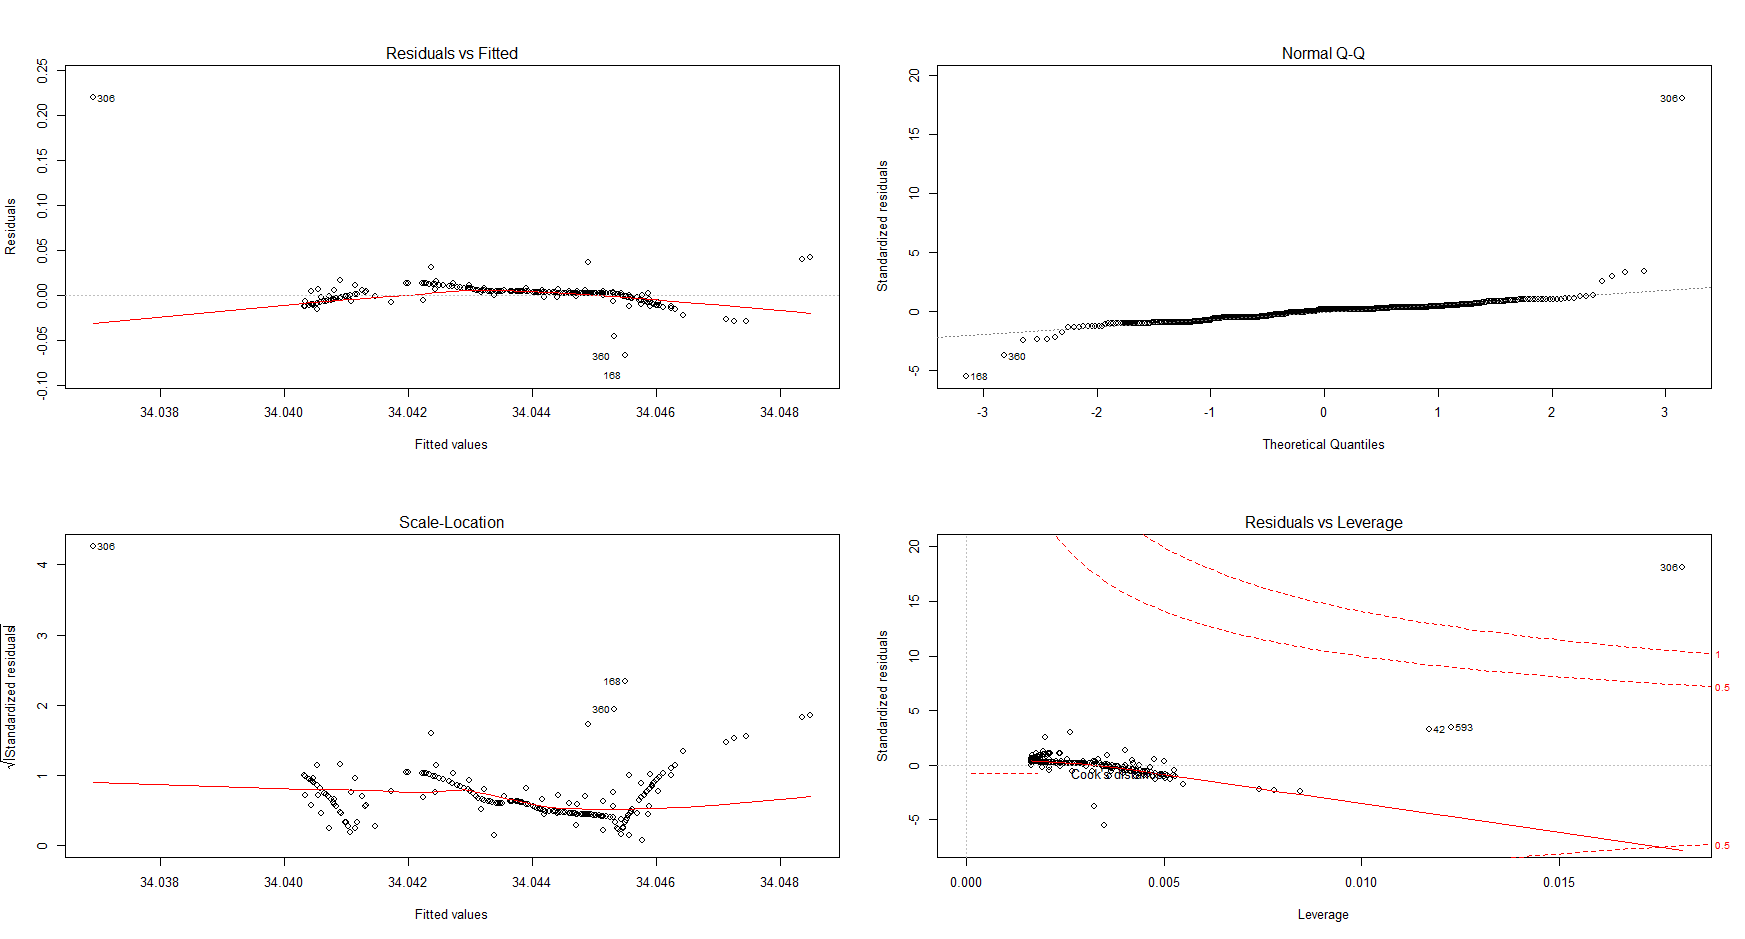 Residuals vs Fitted
Residuals
0.25
0.20
0.15
0.10
0.05
0.00
-0.05
-0.10
306
360
168
34.038 34.040 34.042 34.044 34.046 34.048
Fitted values
Normal Q-Q
Standardized residuals
20
15
10
5
0
-5
306
360
168
-3 -2 -1 0 1 2 3
Theoretical Quantiles
Scale-Location
√|Standardized residuals|
4
3
2
1
0
306
168
360
34.038 34.040 34.042 34.044 34.046 34.048
Fitted values
Residuals vs Leverage
Standardized residuals
20
15
10
5
0
-5
306
1
0.5
42
593
Cook's distance
0.5
0.000 0.005 0.010 0.015
Leverage